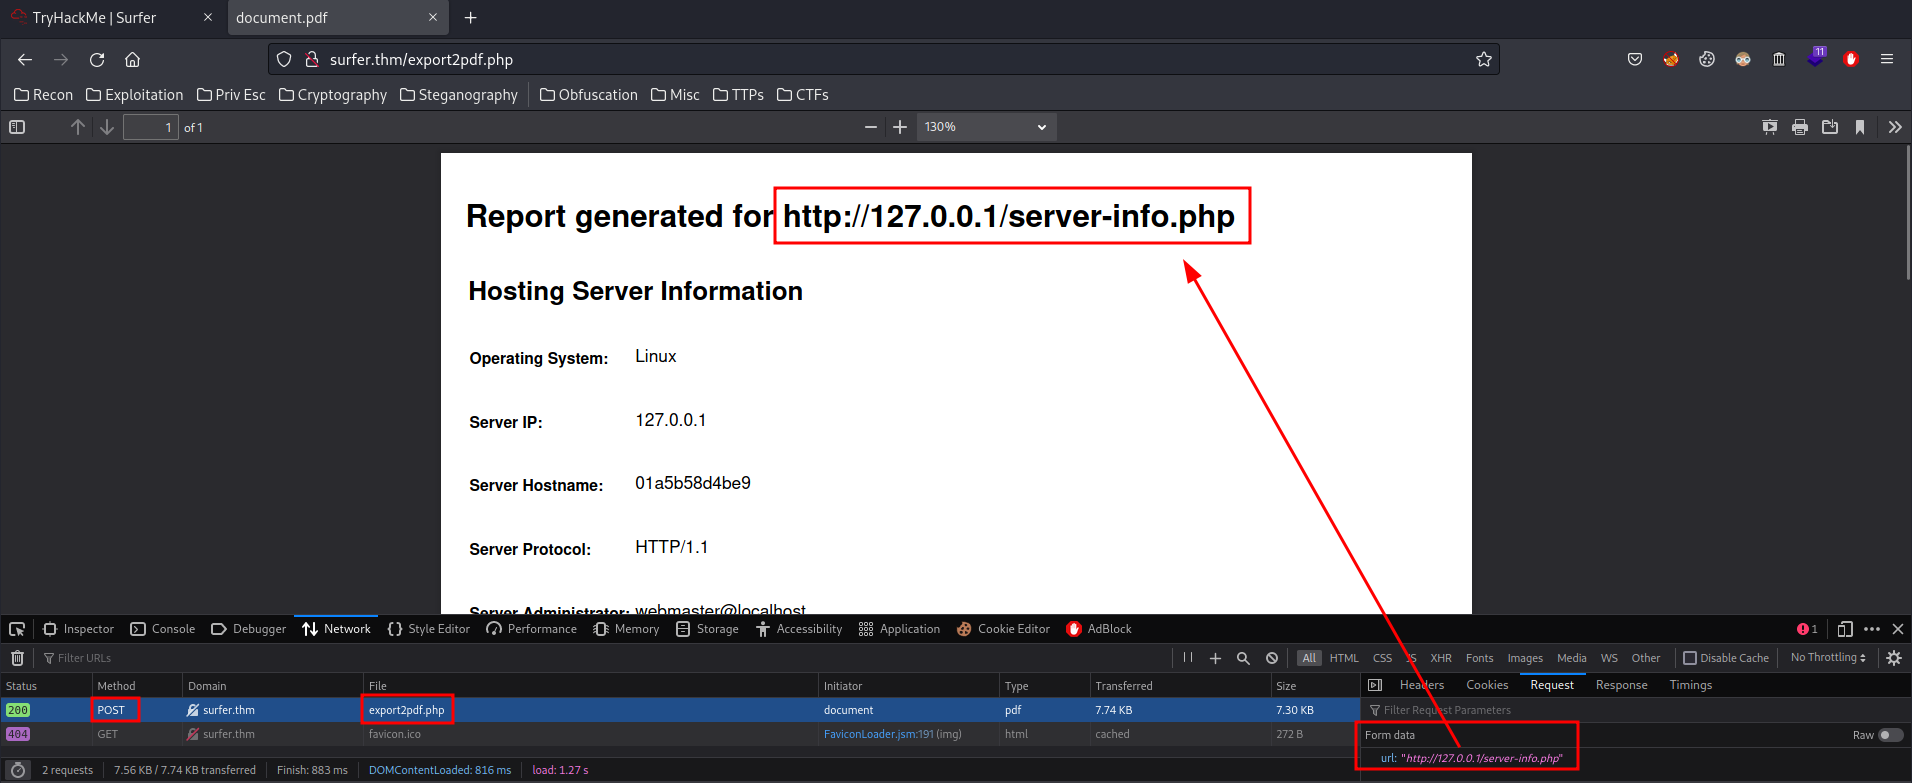 TryHackMe | Surfer × document.pdf × +
surfer.thm/export2pdf.php 11
Recon Exploitation Priv Esc Cryptography Steganography Obfuscation Misc TTPs CTFs
1 of 1 130%
Report generated for http://127.0.0.1/server-info.php
Hosting Server Information
Operating System: Linux
Server IP: 127.0.0.1
Server Hostname: 01a5b58d4be9
Server Protocol: HTTP/1.1
Server Administrator: webmaster@localhost
Inspector Console Debugger Network Style Editor Performance Memory Storage Accessibility Application Cookie Editor AdBlock 1
Filter URLs All HTML CSS JS XHR Fonts Images Media WS Other Disable Cache No Throttling
Status Method Domain File Initiator Type Transferred Size Headers Cookies Request Response Timings
200 POST surfer.thm export2pdf.php document pdf 7.74 KB 7.30 KB Filter Request Parameters
404 GET surfer.thm favicon.ico FaviconLoader.jsm:191 (img) html cached 272 B Form data Raw
url: "http://127.0.0.1/server-info.php"
2 requests 7.56 KB / 7.74 KB transferred Finish: 883 ms DOMContentLoaded: 816 ms load: 1.27 s